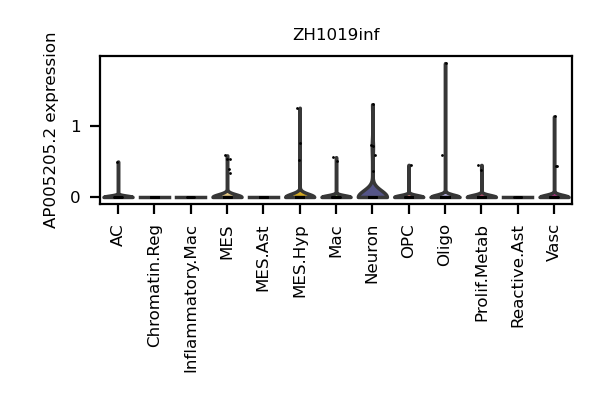 ZH1019inf
AP005205.2 expression
1
0
AC
Chromatin.Reg
Inflammatory.Mac
MES
MES.Ast
MES.Hyp
Mac
Neuron
OPC
Oligo
Prolif.Metab
Reactive.Ast
Vasc